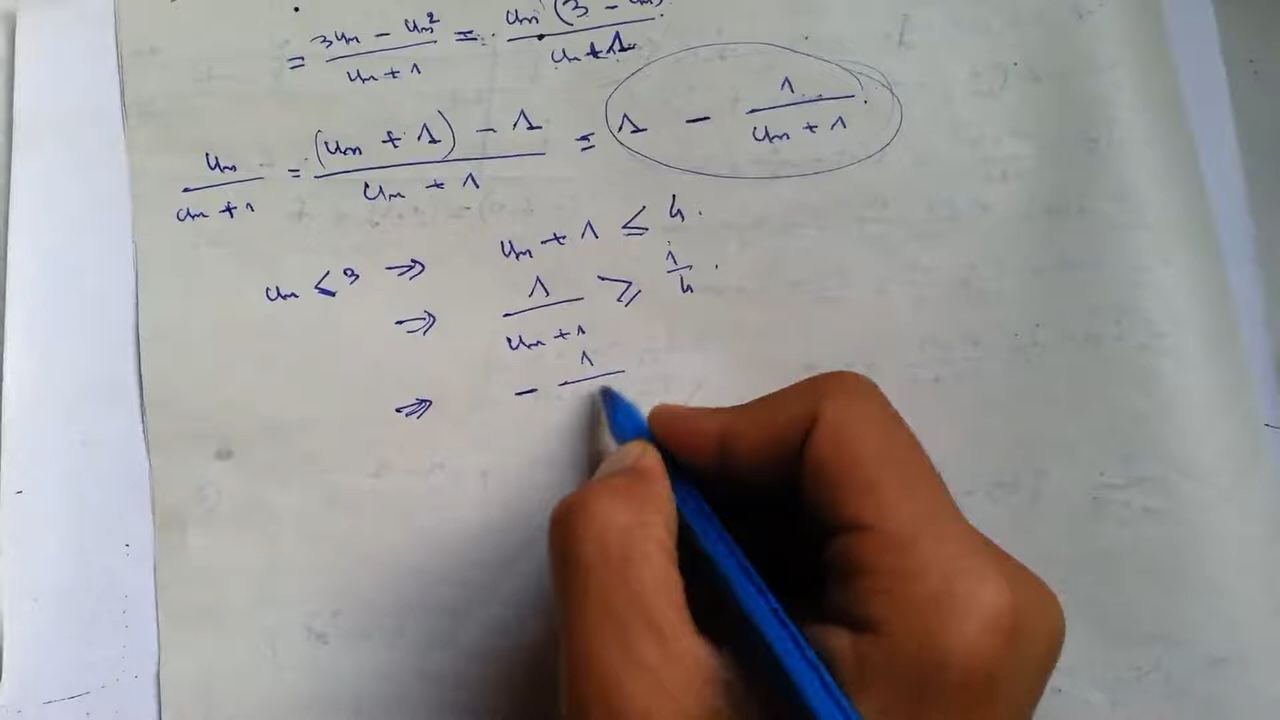 = (3un - un²)/(un + 1) = un (3 - un)/(un + 1)
un/(un + 1) = ((un + 1) - 1)/(un + 1) = 1 - 1/(un + 1)
un ≤ 3 ⇒ un + 1 ≤ 4.
⇒ 1/(un + 1) ≥ 1/4.
⇒ - 1